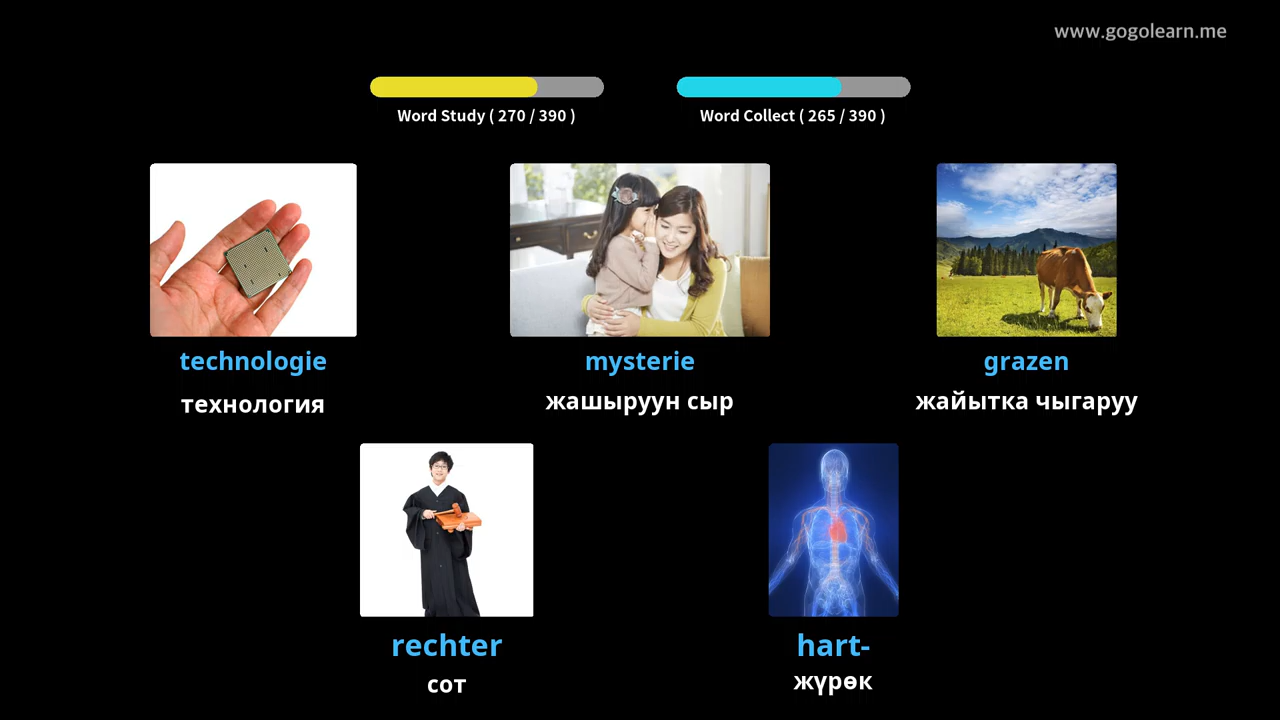 www.gogolearn.me
Word Study ( 270 / 390 )
Word Collect ( 265 / 390 )
technologie
технология
mysterie
жашыруун сыр
grazen
жайытка чыгаруу
rechter
сот
hart-
жүрөк